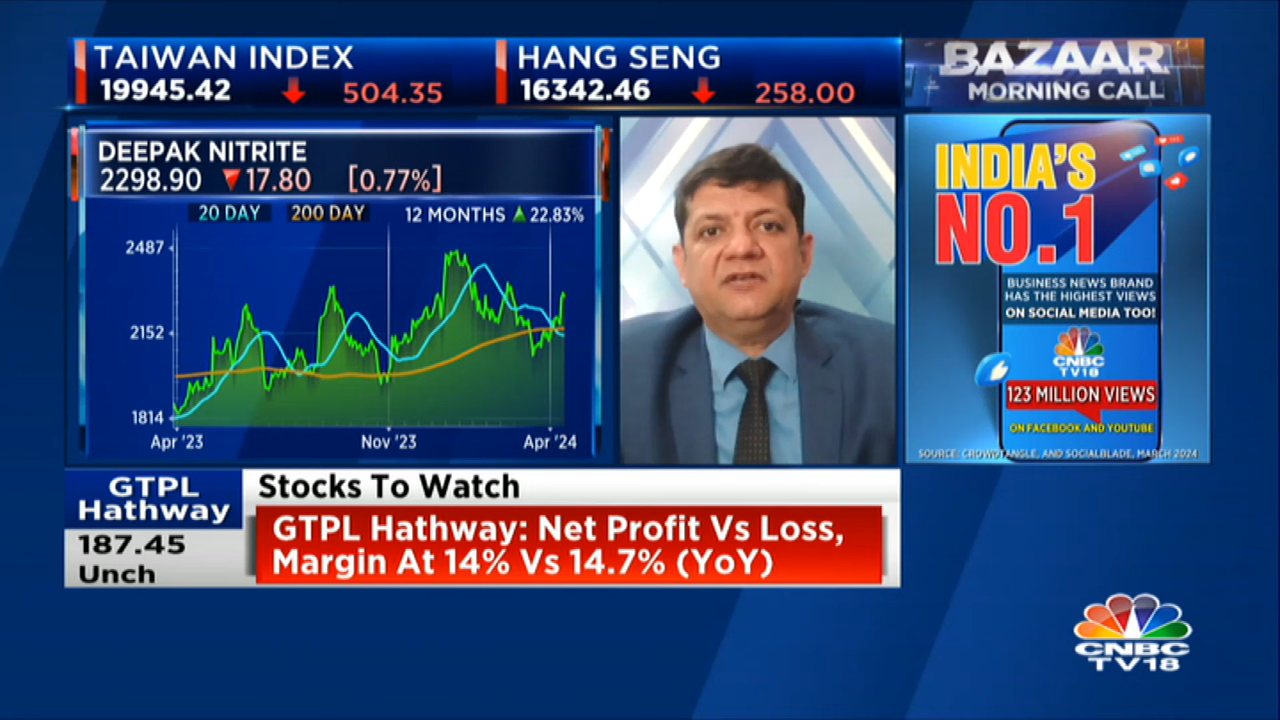 TAIWAN INDEX
19945.42 504.35
HANG SENG
16342.46 258.00
BAZAAR
MORNING CALL
DEEPAK NITRITE
2298.90 ▼17.80 [0.77%]
20 DAY 200 DAY 12 MONTHS ▲ 22.83%
2487
2152
1814
Apr '23 Nov '23 Apr '24
INDIA'S
NO.1
BUSINESS NEWS BRAND
HAS THE HIGHEST VIEWS
ON SOCIAL MEDIA TOO!
CNBC
TV18
123 MILLION VIEWS
ON FACEBOOK AND YOUTUBE
SOURCE: CROWDTANGLE, AND SOCIALBLADE, MARCH 2024
GTPL
Hathway
187.45
Unch
Stocks To Watch
GTPL Hathway: Net Profit Vs Loss,
Margin At 14% Vs 14.7% (YoY)
CNBC
TV18